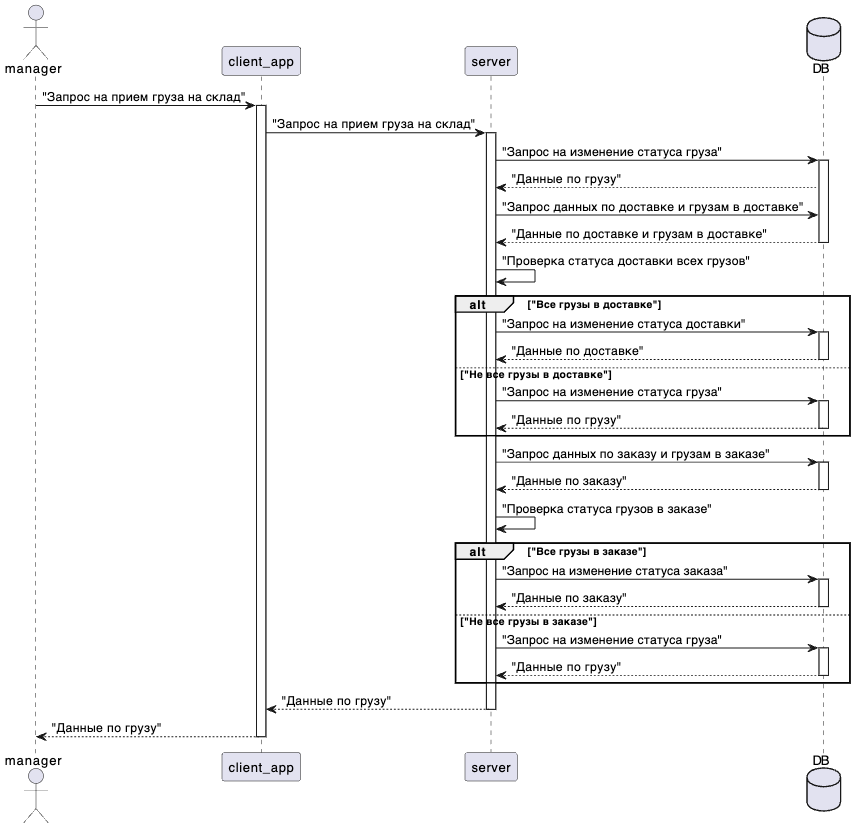 manager
client_app
server
DB
"Запрос на прием груза на склад"
"Запрос на прием груза на склад"
"Запрос на изменение статуса груза"
"Данные по грузу"
"Запрос данных по доставке и грузам в доставке"
"Данные по доставке и грузам в доставке"
"Проверка статуса доставки всех грузов"
alt ["Все грузы в доставке"]
"Запрос на изменение статуса доставки"
"Данные по доставке"
["Не все грузы в доставке"]
"Запрос на изменение статуса груза"
"Данные по грузу"
"Запрос данных по заказу и грузам в заказе"
"Данные по заказу"
"Проверка статуса грузов в заказе"
alt ["Все грузы в заказе"]
"Запрос на изменение статуса заказа"
"Данные по заказу"
["Не все грузы в заказе"]
"Запрос на изменение статуса груза"
"Данные по грузу"
"Данные по грузу"
"Данные по грузу"
manager
client_app
server
DB